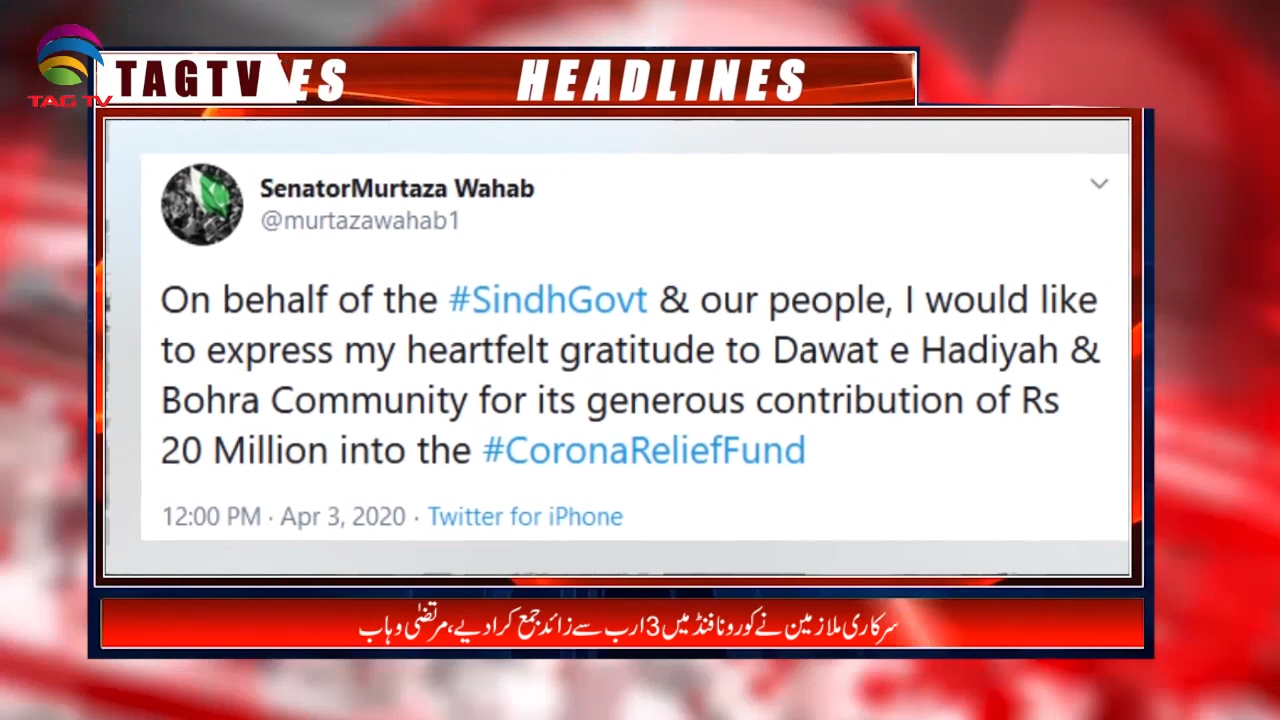 TAG TV
TAGTV
ES
HEADLINES
SenatorMurtaza Wahab
@murtazawahab1
On behalf of the #SindhGovt & our people, I would like
to express my heartfelt gratitude to Dawat e Hadiyah &
Bohra Community for its generous contribution of Rs
20 Million into the #CoronaReliefFund
12:00 PM · Apr 3, 2020 · Twitter for iPhone
سرکاری ملازمین نے کورونا فنڈ میں 3 ارب سے زائد جمع کرا دیے، مرتضیٰ وہاب